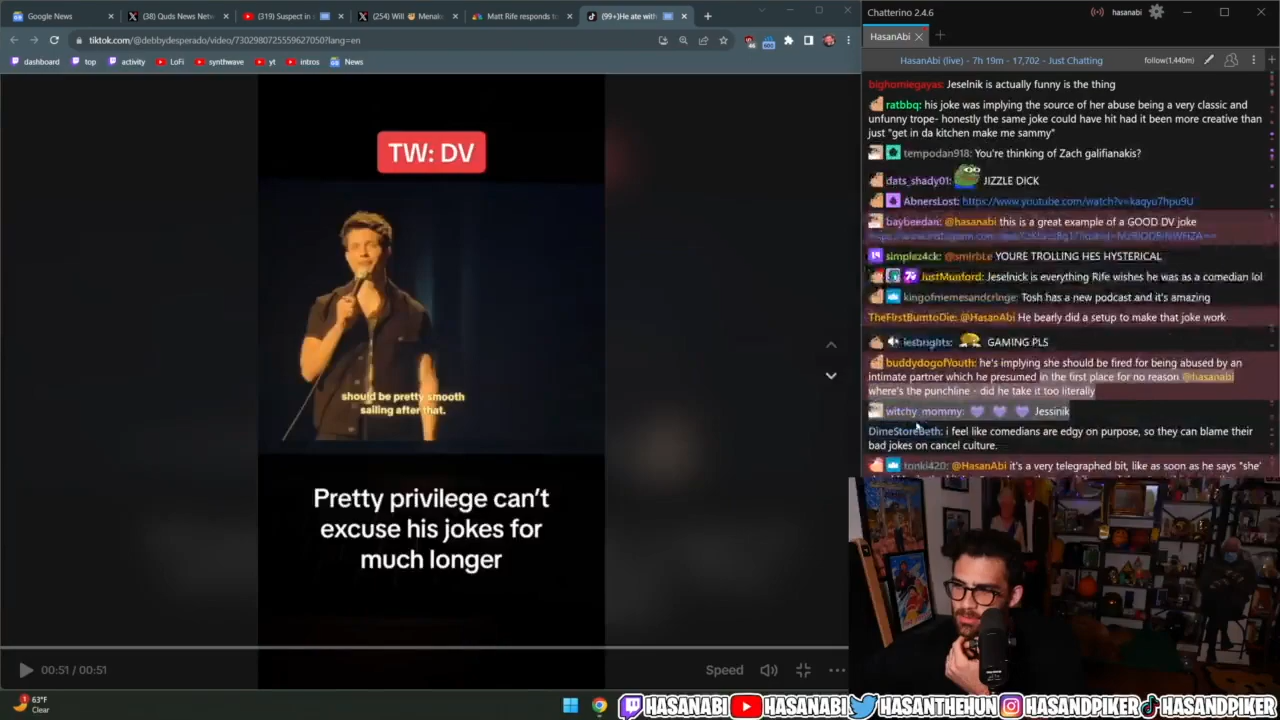 Google News
(38) Quds News Netw
(319) Suspect in
(254) Will Menak
Matt Rife responds to
(99+)He ate with
tiktok.com/@debbydesperado/video/7302980725559627050?lang=en
dashboard
top
activity
LoFi
synthwave
yt
intros
News
TW: DV
should be pretty smooth
sailing after that.
Pretty privilege can't
excuse his jokes for
much longer
00:51 / 00:51
Speed
Chatterino 2.4.6
hasanabi
HasanAbi
HasanAbi (live) - 7h 19m - 17,702 - Just Chatting
follow(1,440m)
bighomiegayas: Jeselnik is actually funny is the thing
ratbbq: his joke was implying the source of her abuse being a very classic and
unfunny trope- honestly the same joke could have hit had it been more creative than
just "get in da kitchen make me sammy"
tempodan918: You're thinking of Zach galifianakis?
dats_shady01: JIZZLE DICK
AbnersLost: https://www.youtube.com/watch?v=kaqyu7hpu9U
baybeedan: @hasanabi this is a great example of a GOOD DV joke
simplez4ck: @smirbLe YOURE TROLLING HES HYSTERICAL
JustMunford: Jeselnick is everything Rife wishes he was as a comedian lol
kingofmemesandcringe: Tosh has a new podcast and it's amazing
TheFirstBumtoDie: @HasanAbi He bearly did a setup to make that joke work
GAMING PLS
buddydogofYouth: he's implying she should be fired for being abused by an
intimate partner which he presumed in the first place for no reason @hasanabi
where's the punchline - did he take it too literally
witchy_mommy: Jessinik
DimeStoreBeth: i feel like comedians are edgy on purpose, so they can blame their
bad jokes on cancel culture.
tonki420: @HasanAbi it's a very telegraphed bit, like as soon as he says "she'
63°F
Clear
HASANABI
HASANABI
HASANTHEHUN
HASANDPIKER
HASANDPIKER